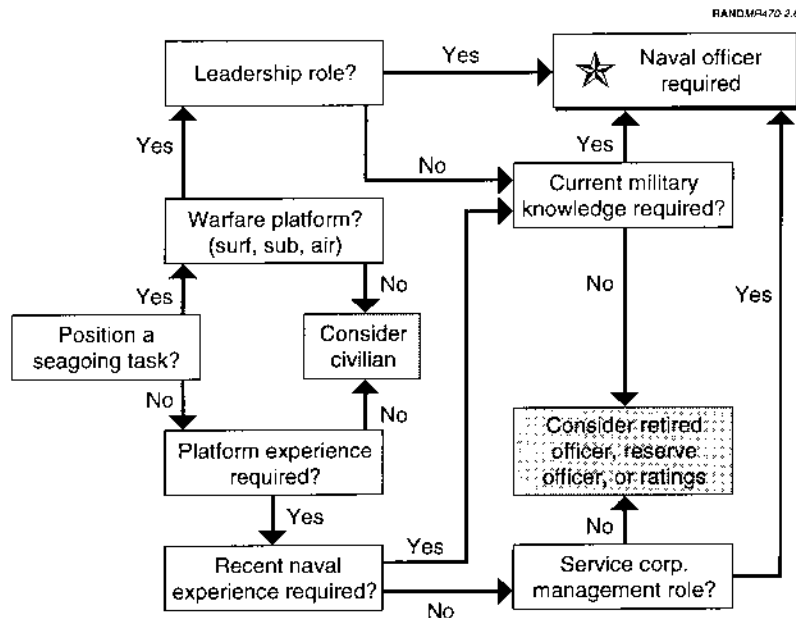 RANDMR470-2.6
Leadership role?
Yes
Naval officer
required
Yes
No
Yes
Current military
knowledge required?
Warfare platform?
(surf, sub, air)
Yes
No
No
Yes
Position a
seagoing task?
Consider
civilian
No
No
Platform experience
required?
Consider retired
officer, reserve
officer, or ratings
Yes
No
Recent naval
experience required?
Yes
No
Service corp.
management role?